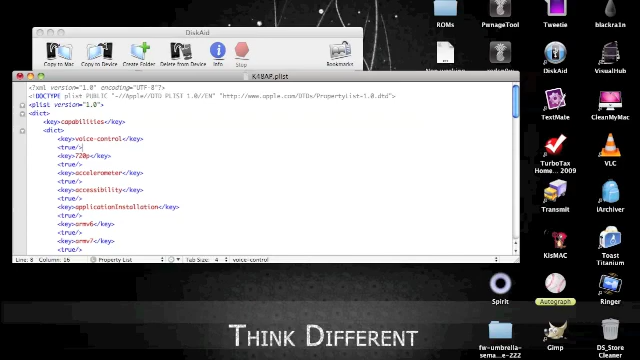 DiskAid
Copy to Mac
Copy to Device
Create Folder
Delete from Device
Info
Stop
Bookmarks
K48AP.plist
<?xml version="1.0" encoding="UTF-8"?>
<!DOCTYPE PLIST PUBLIC "-//Apple//DTD PLIST 1.0//EN" "http://www.apple.com/DTDs/PropertyList-1.0.dtd">
<plist version="1.0">
<dict>
<key>capabilities</key>
<dict>
<key>voice-control</key>
<true/>
<key>720p</key>
<true/>
<key>accelerometer</key>
<true/>
<key>accessibility</key>
<true/>
<key>applicationInstallation</key>
<true/>
<key>armv6</key>
<true/>
<key>armv7</key>
<true/>
Line: 8 Column: 16
Property List
Tab Size: 4
voice-control
ROMs
PwnageTool
Tweetie
blackra1n
DiskAid
VisualHub
TextMate
CleanMyMac
TurboTax
Home... 2009
VLC
Transmit
iArchiver
KisMAC
Toast
Titanium
Spirit
Autograph
Ringer
fw-umbrella
-sema...e-222
Gimp
DS_Store
Cleaner
THINK DIFFERENT